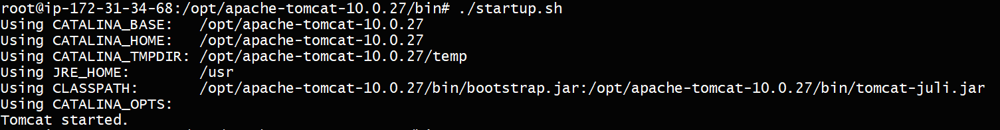 root@ip-172-31-34-68:/opt/apache-tomcat-10.0.27/bin# ./startup.sh
Using CATALINA_BASE:   /opt/apache-tomcat-10.0.27
Using CATALINA_HOME:   /opt/apache-tomcat-10.0.27
Using CATALINA_TMPDIR: /opt/apache-tomcat-10.0.27/temp
Using JRE_HOME:        /usr
Using CLASSPATH:       /opt/apache-tomcat-10.0.27/bin/bootstrap.jar:/opt/apache-tomcat-10.0.27/bin/tomcat-juli.jar
Using CATALINA_OPTS:
Tomcat started.